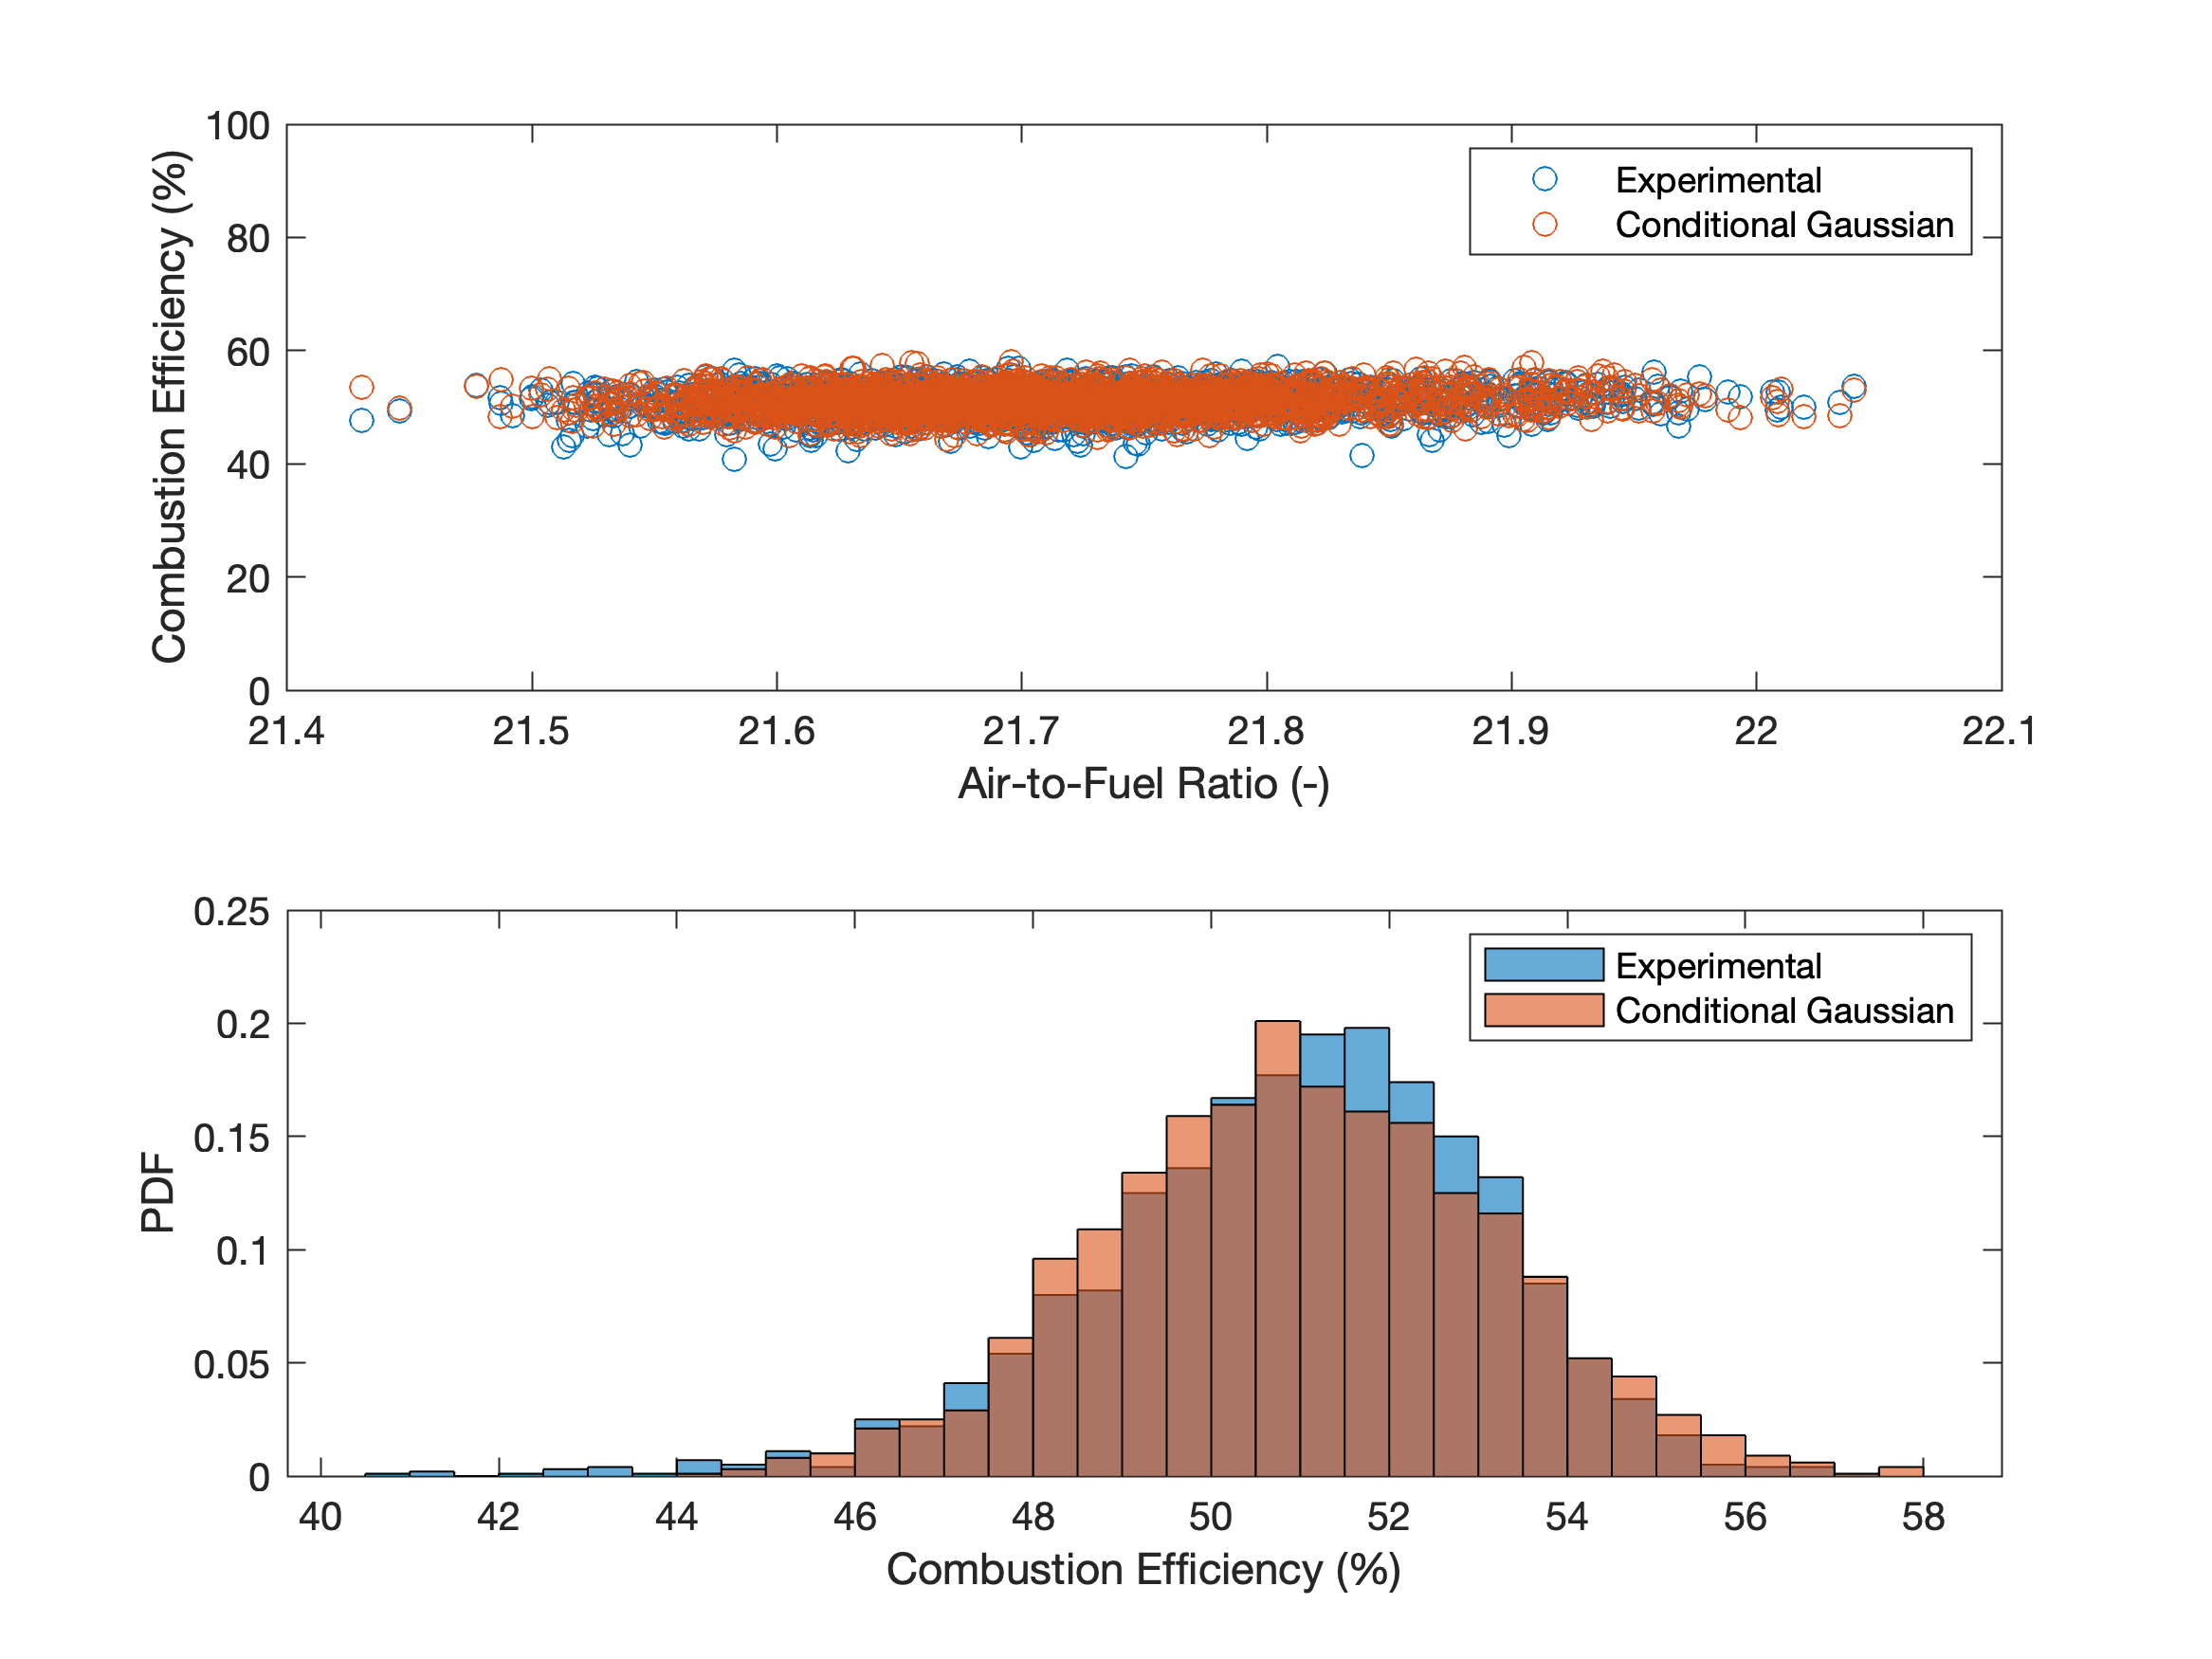 100
80
60
40
20
0
Combustion Efficiency (%)
Experimental
Conditional Gaussian
21.4 21.5 21.6 21.7 21.8 21.9 22 22.1
Air-to-Fuel Ratio (-)
0.25
0.2
0.15
0.1
0.05
0
PDF
Experimental
Conditional Gaussian
40 42 44 46 48 50 52 54 56 58
Combustion Efficiency (%)